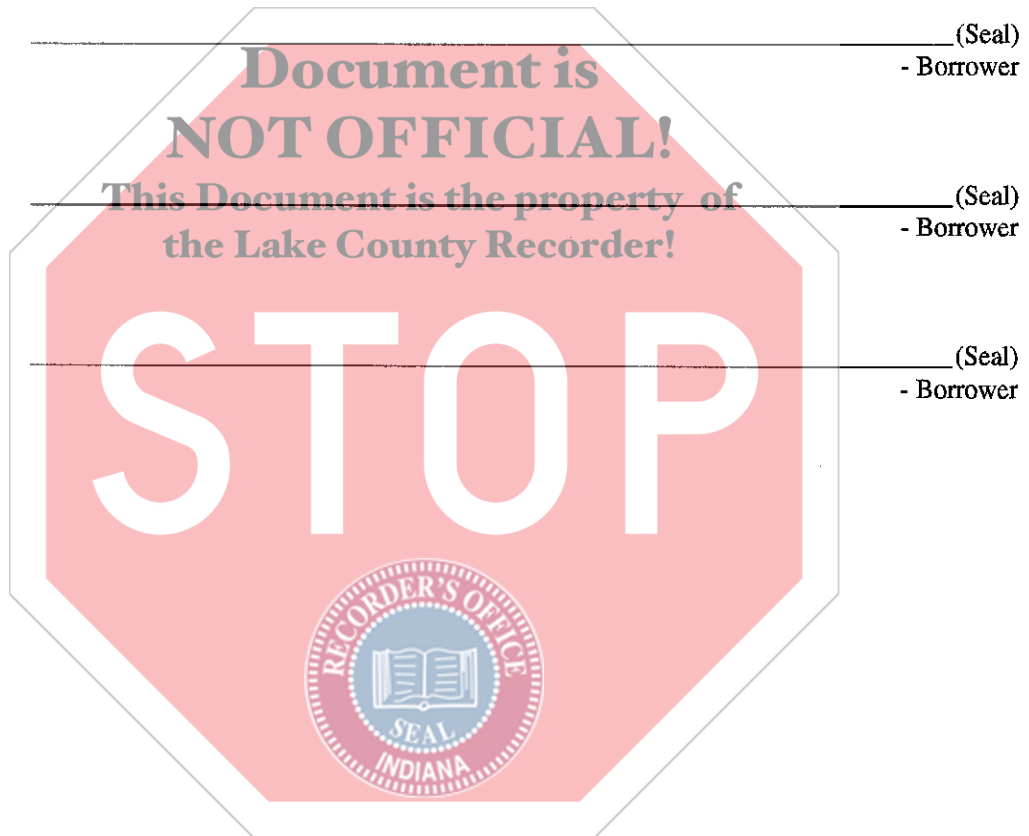 (Seal)
- Borrower
Document is
NOT OFFICIAL!
This Document is the property of
(Seal)
- Borrower
the Lake County Recorder!
STOP
(Seal)
- Borrower
RECORDER'S OFFICE
SEAL
INDIANA